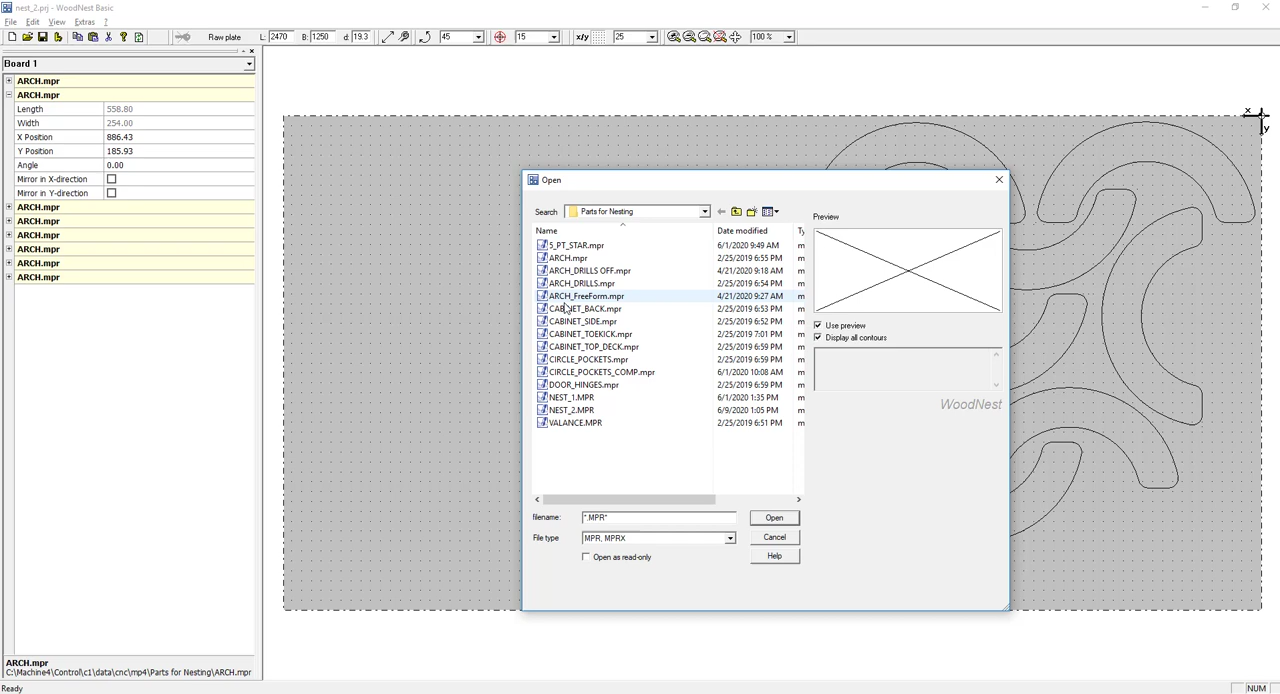 nest_2.prj - WoodNest Basic
File Edit View Extras ?
Raw plate L: 2470 B: 1250 d: 19.3 45 15 x/y 25 100 %
Board 1
ARCH.mpr
ARCH.mpr
Length 558.80
Width 254.00
X Position 886.43
Y Position 185.93
Angle 0.00
Mirror in X-direction
Mirror in Y-direction
ARCH.mpr
ARCH.mpr
ARCH.mpr
ARCH.mpr
ARCH.mpr
ARCH.mpr
ARCH.mpr
C:\Machine4\Control\c1\data\cnc\mp4\Parts for Nesting\ARCH.mpr
Ready
NUM
x
y
Open
Search Parts for Nesting
Name Date modified Ty
5_PT_STAR.mpr 6/1/2020 9:49 AM m
ARCH.mpr 2/25/2019 6:55 PM m
ARCH_DRILLS OFF.mpr 4/21/2020 9:18 AM m
ARCH_DRILLS.mpr 2/25/2019 6:54 PM m
ARCH_FreeForm.mpr 4/21/2020 9:27 AM m
CABINET_BACK.mpr 2/25/2019 6:53 PM m
CABINET_SIDE.mpr 2/25/2019 6:52 PM m
CABINET_TOEKICK.mpr 2/25/2019 7:01 PM m
CABINET_TOP_DECK.mpr 2/25/2019 6:59 PM m
CIRCLE_POCKETS.mpr 2/25/2019 6:59 PM m
CIRCLE_POCKETS_COMP.mpr 6/1/2020 10:08 AM m
DOOR_HINGES.mpr 2/25/2019 6:59 PM m
NEST_1.MPR 6/1/2020 1:35 PM m
NEST_2.MPR 6/9/2020 1:05 PM m
VALANCE.MPR 2/25/2019 6:51 PM m
filename: "*.MPR" Open
File type MPR, MPRX Cancel
Open as read-only Help
Preview
Use preview
Display all contours
WoodNest